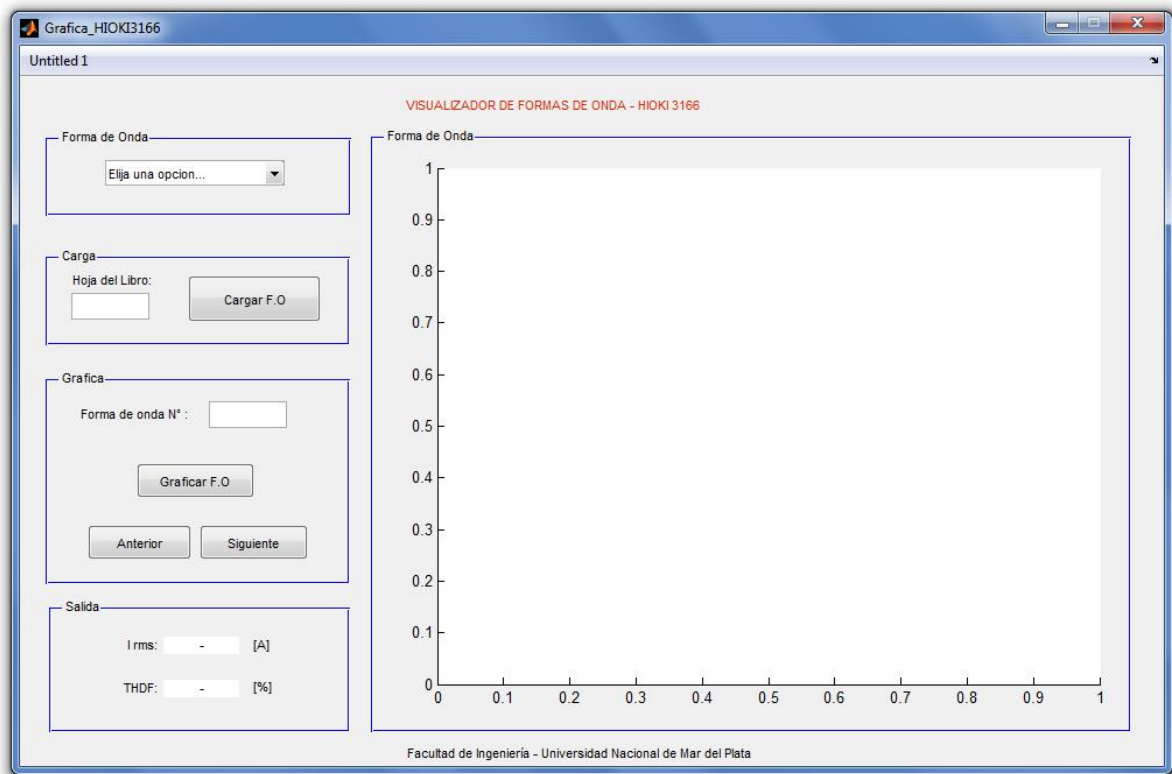 Grafica_HIOKI3166
Untitled 1
VISUALIZADOR DE FORMAS DE ONDA - HIOKI 3166
Forma de Onda
Elija una opcion...
Carga
Hoja del Libro:
Cargar F.O
Grafica
Forma de onda N° :
Graficar F.O
Anterior Siguiente
Salida
I rms: - [A]
THDF: - [%]
Forma de Onda
1
0.9
0.8
0.7
0.6
0.5
0.4
0.3
0.2
0.1
0
0 0.1 0.2 0.3 0.4 0.5 0.6 0.7 0.8 0.9 1
Facultad de Ingeniería - Universidad Nacional de Mar del Plata